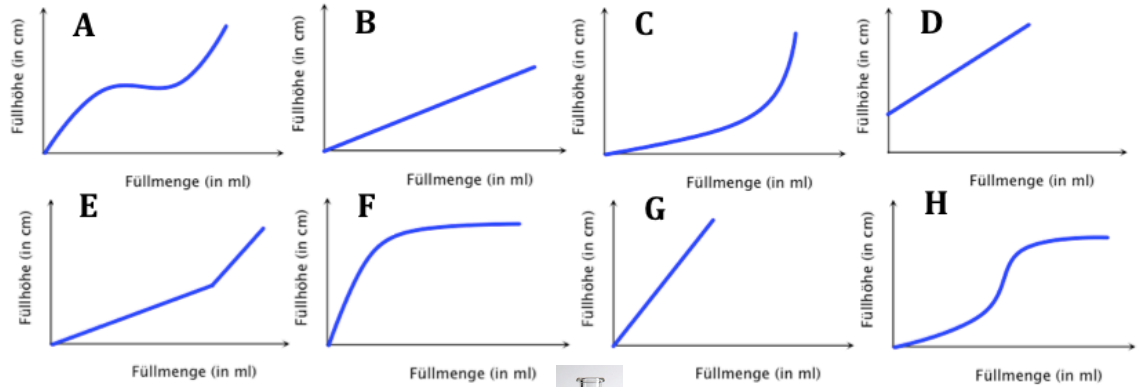 A
Füllhöhe (in cm)
Füllmenge (in ml)
B
Füllhöhe (in cm)
Füllmenge (in ml)
C
Füllhöhe (in cm)
Füllmenge (in ml)
D
Füllhöhe (in cm)
Füllmenge (in ml)
E
Füllhöhe (in cm)
Füllmenge (in ml)
F
Füllhöhe (in cm)
Füllmenge (in ml)
G
Füllhöhe (in cm)
Füllmenge (in ml)
H
Füllhöhe (in cm)
Füllmenge (in ml)